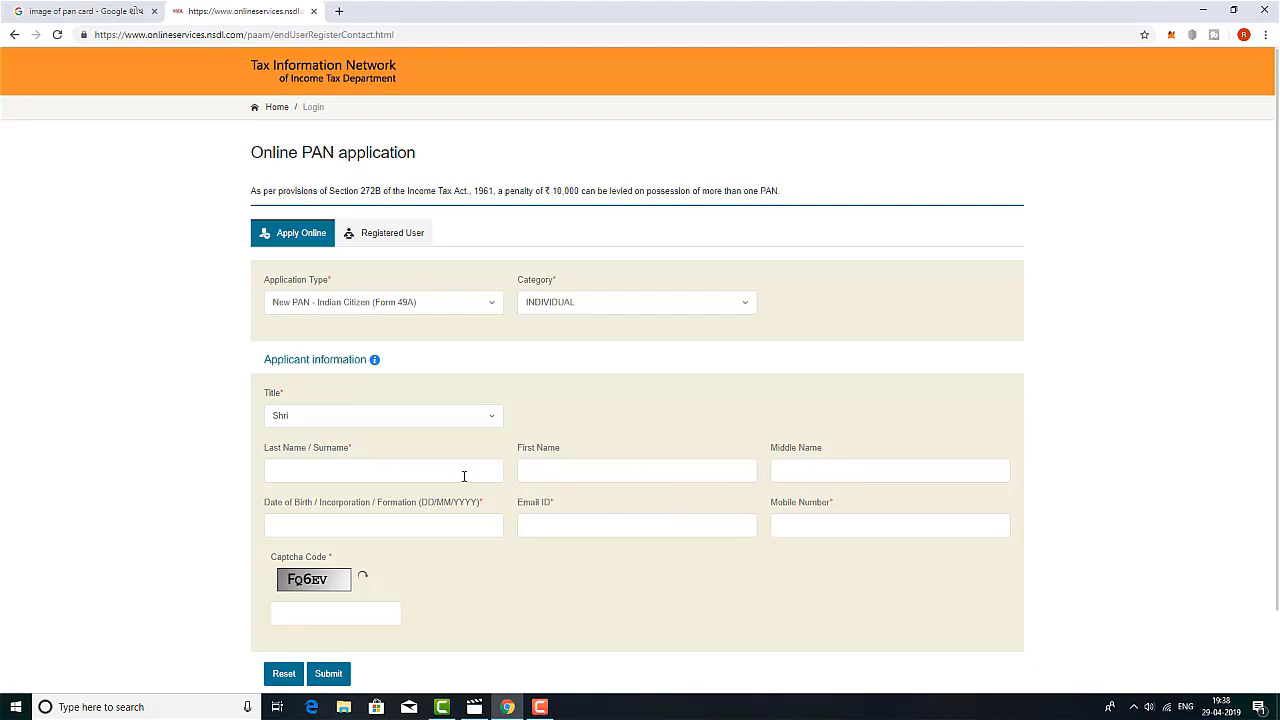 image of pan card - Google શોધ
https://www.onlineservices.nsdl.com
https://www.onlineservices.nsdl.com/paam/endUserRegisterContact.html
R
Tax Information Network
of Income Tax Department
Home / Login
Online PAN application
As per provisions of Section 272B of the Income Tax Act., 1961, a penalty of ₹ 10,000 can be levied on possession of more than one PAN.
Apply Online Registered User
Application Type* Category*
New PAN - Indian Citizen (Form 49A) INDIVIDUAL
Applicant information
Title*
Shri
Last Name / Surname* First Name Middle Name
Date of Birth / Incorporation / Formation (DD/MM/YYYY)* Email ID* Mobile Number*
Captcha Code *
FQ6EV
Reset Submit
Type here to search
ENG
19:38
29-04-2019